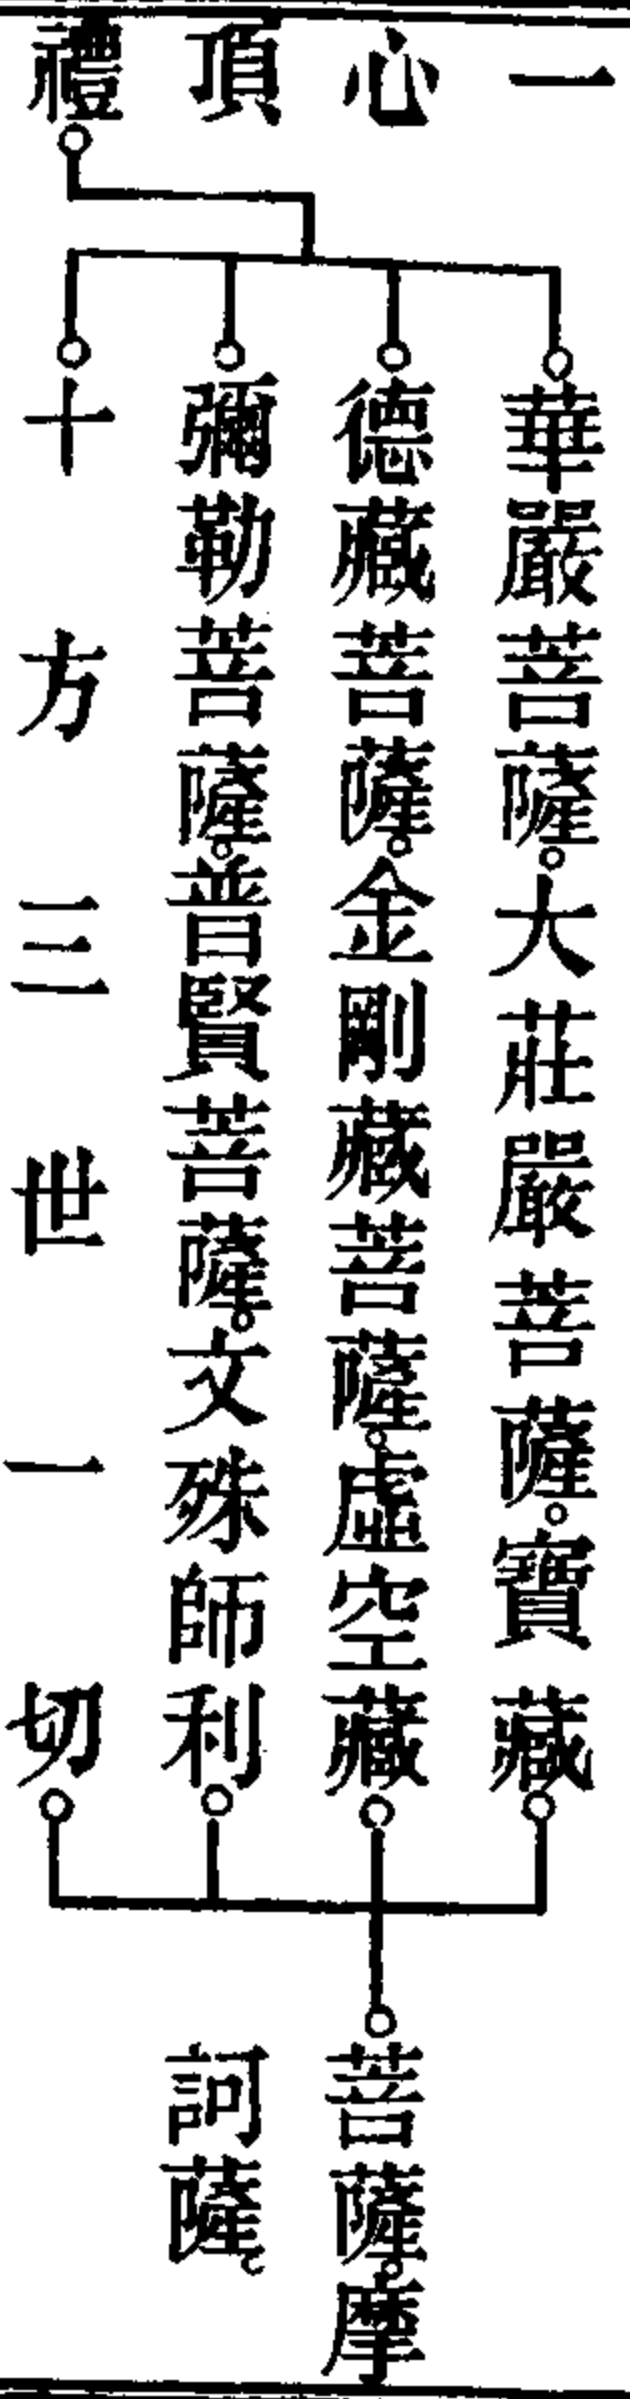 一心頂禮
華嚴菩薩。大莊嚴菩薩。寶藏
德藏菩薩。金剛藏菩薩。虛空藏
彌勒菩薩。普賢菩薩。文殊師利
十方三世一切
菩薩。摩
訶薩。